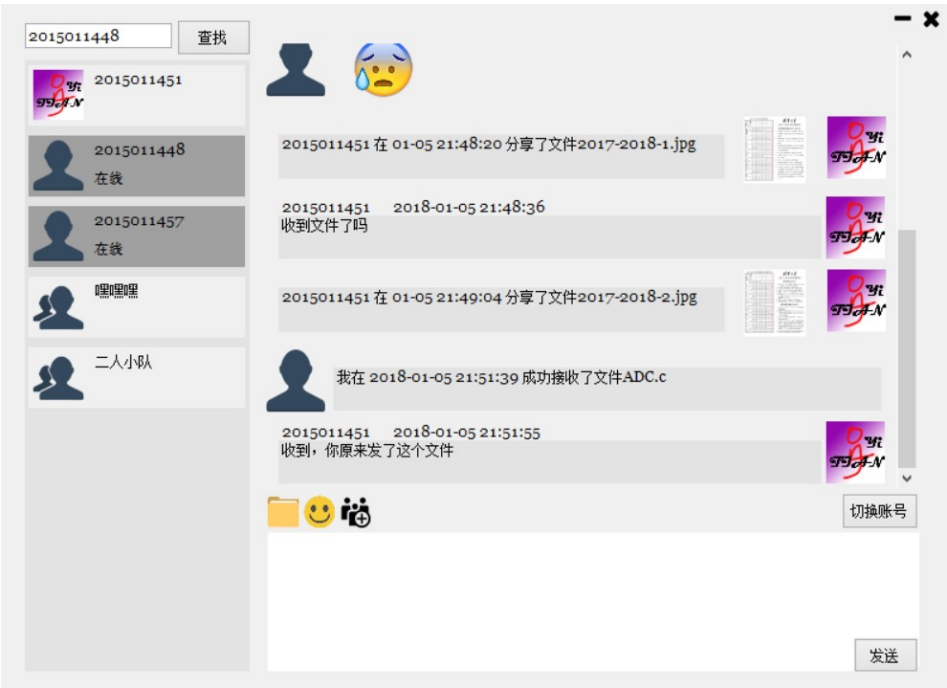 2015011448
查找
2015011451
2015011448
在线
2015011457
在线
嘿嘿嘿
二人小队
2015011451 在 01-05 21:48:20 分享了文件2017-2018-1.jpg
2015011451 2018-01-05 21:48:36
收到文件了吗
2015011451 在 01-05 21:49:04 分享了文件2017-2018-2.jpg
我在 2018-01-05 21:51:39 成功接收了文件ADC.c
2015011451 2018-01-05 21:51:55
收到，你原来发了这个文件
切换账号
发送